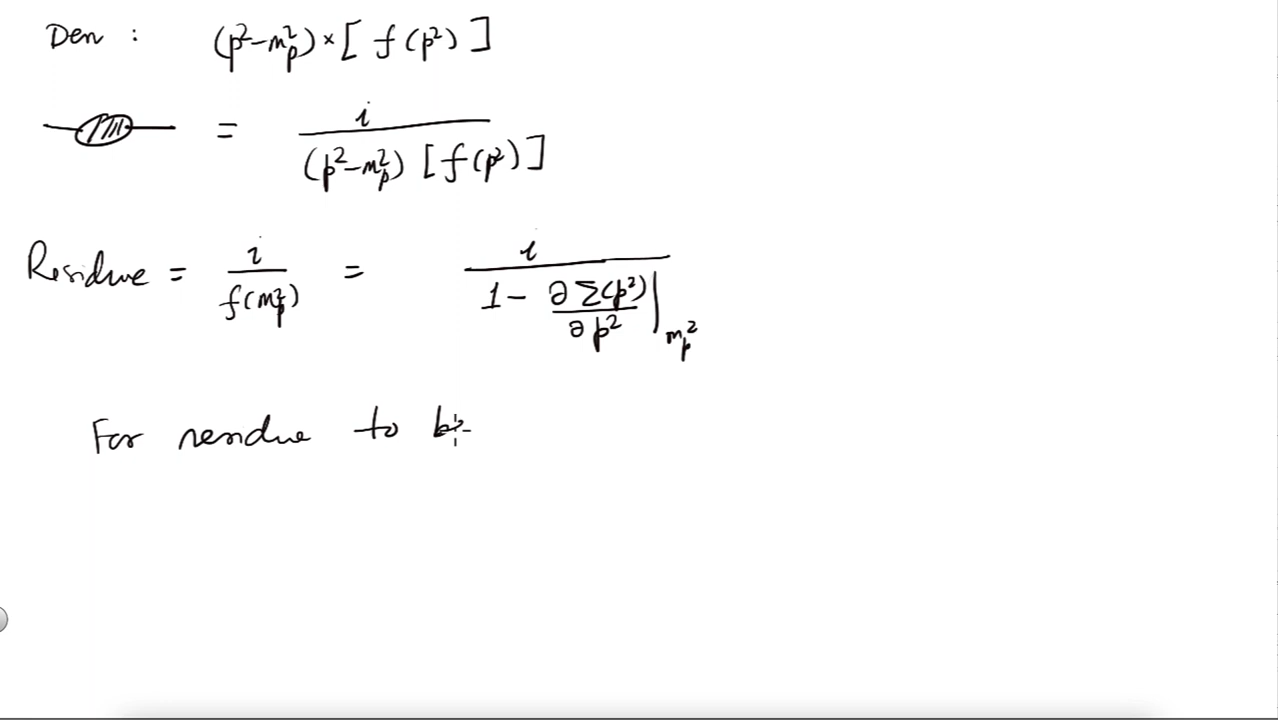 Den : (p²-m_p²)×[ f(p²) ]
= i / (p²-m_p²) [f(p²)]
Residue = i / f(m_p²) = i / (1 - ∂Σ(p²)/∂p² |_{m_p²})
For residue to